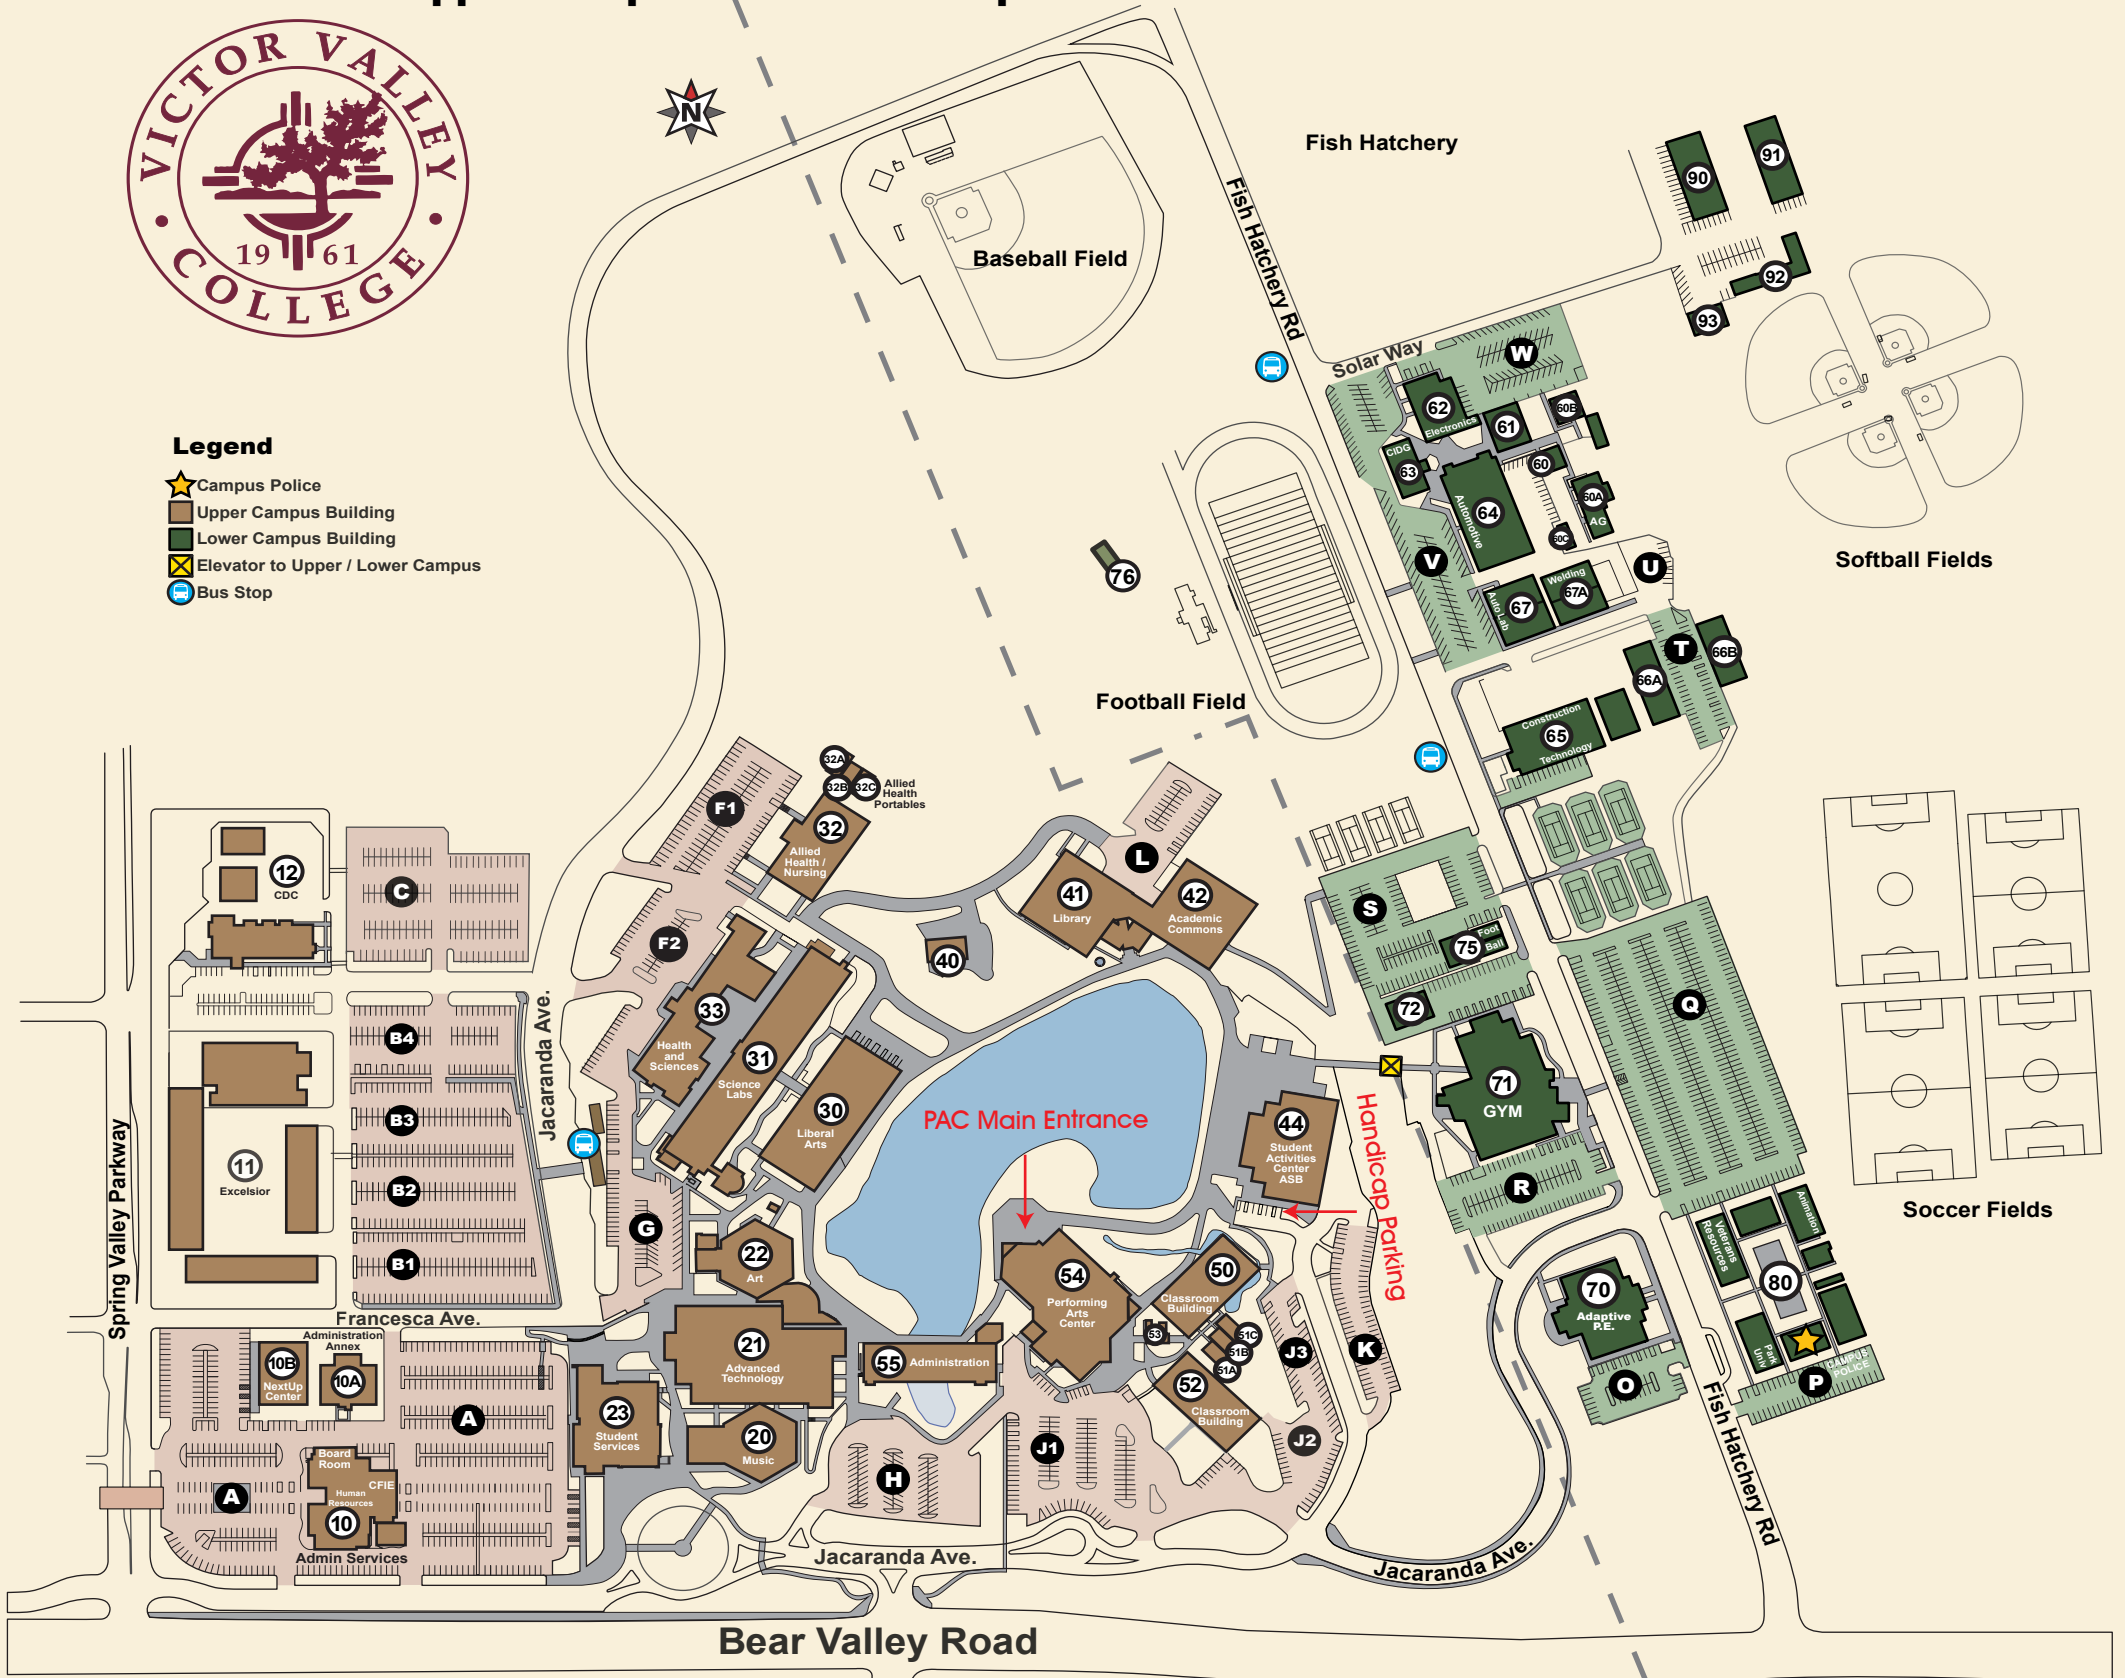 VICTOR VALLEY
19 61
COLLEGE
N
Fish Hatchery
Baseball Field
Fish Hatchery Rd
90
91
92
93
Solar Way
W
62
Electronics
61
60B
CIDG
63
60
Legend
Campus Police
Upper Campus Building
Lower Campus Building
Elevator to Upper / Lower Campus
Bus Stop
64
Automotive
60A
AG
60C
V
U
Softball Fields
76
67
Auto Lab
Welding
67A
T
66B
66A
Football Field
Construction
65
Technology
F1
32A
32B
32C
Allied
Health
Portables
32
Allied
Health /
Nursing
L
12
CDC
C
41
Library
42
Academic
Commons
S
Foot
75
Ball
F2
40
72
Q
33
Health
and
Sciences
31
Science
Labs
30
Liberal
Arts
B4
B3
B2
B1
Jacaranda Ave.
Spring Valley Parkway
11
Excelsior
PAC Main Entrance
Handicap Parking
44
Student
Activities
Center
ASB
71
GYM
R
Soccer Fields
G
22
Art
54
Performing
Arts
Center
50
Classroom
Building
53
51C
51B
51A
J3
K
70
Adaptive
P.E.
Veterans
Resources
Animation
80
Park
Univ
CAMPUS
POLICE
P
O
Francesca Ave.
Administration
Annex
10B
NextUp
Center
10A
21
Advanced
Technology
55 Administration
52
Classroom
Building
23
Student
Services
20
Music
A
A
Board
Room
CFIE
Human
Resources
10
Admin Services
H
J1
J2
Fish Hatchery Rd
Jacaranda Ave.
Jacaranda Ave.
Bear Valley Road